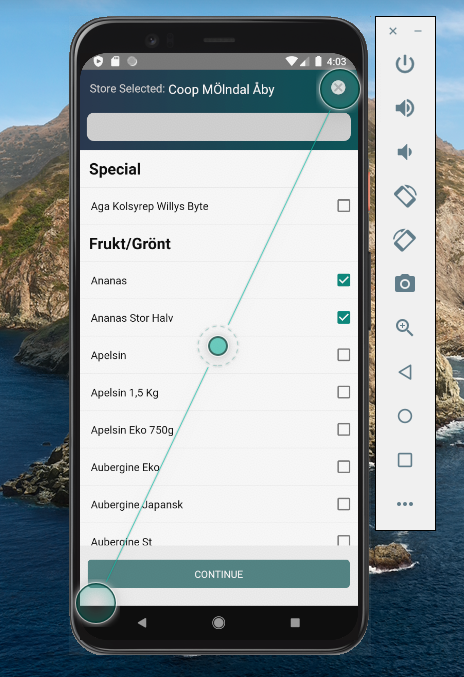 4:03
Store Selected: Coop MÖlndal Åby
Special
Aga Kolsyrep Willys Byte
Frukt/Grönt
Ananas
Ananas Stor Halv
Apelsin
Apelsin 1,5 Kg
Apelsin Eko 750g
Aubergine Eko
Aubergine Japansk
Aubergine St
CONTINUE